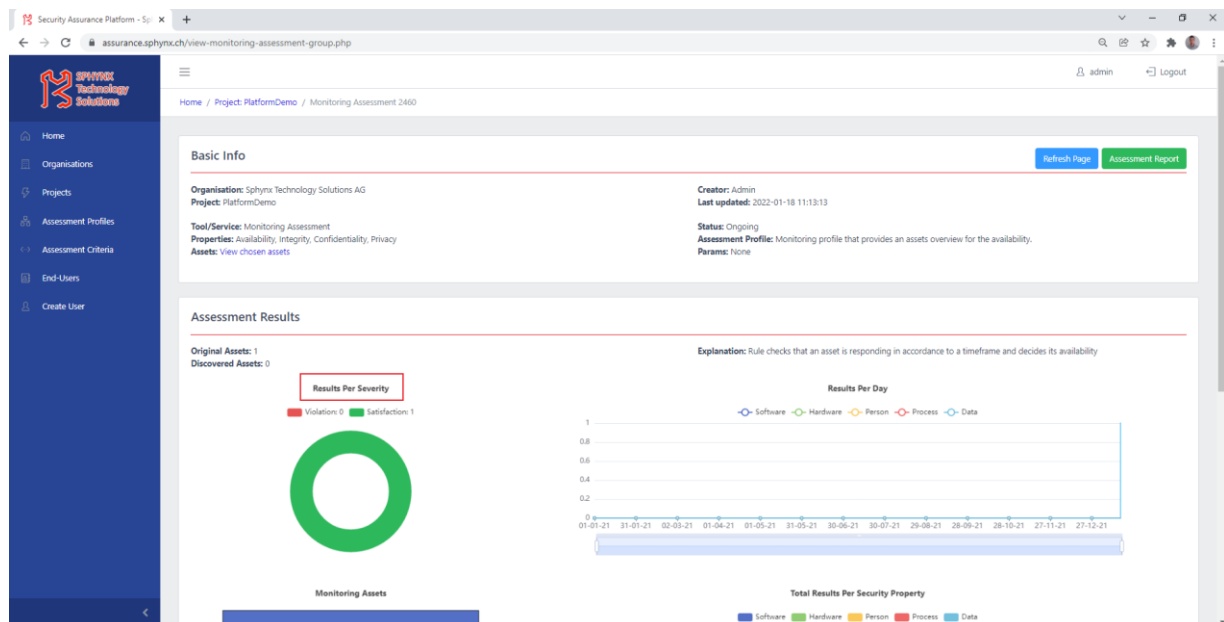 Security Assurance Platform - Sp
assurance.sphynx.ch/view-monitoring-assessment-group.php
SPHYNX
Technology
Solutions
admin
Logout
Home / Project: PlatformDemo / Monitoring Assessment 2460
Home
Organisations
Projects
Assessment Profiles
Assessment Criteria
End-Users
Create User
Basic Info
Refresh Page
Assessment Report
Organisation: Sphynx Technology Solutions AG
Project: PlatformDemo
Tool/Service: Monitoring Assessment
Properties: Availability, Integrity, Confidentiality, Privacy
Assets: View chosen assets
Creator: Admin
Last updated: 2022-01-18 11:13:13
Status: Ongoing
Assessment Profile: Monitoring profile that provides an assets overview for the availability.
Params: None
Assessment Results
Original Assets: 1
Discovered Assets: 0
Explanation: Rule checks that an asset is responding in accordance to a timeframe and decides its availability
Results Per Severity
Violation: 0 Satisfaction: 1
Results Per Day
Software Hardware Person Process Data
1
0.8
0.6
0.4
0.2
0
01-01-21 31-01-21 02-03-21 01-04-21 01-05-21 31-05-21 30-06-21 30-07-21 29-08-21 28-09-21 28-10-21 27-11-21 27-12-21
Monitoring Assets
Total Results Per Security Property
Software Hardware Person Process Data